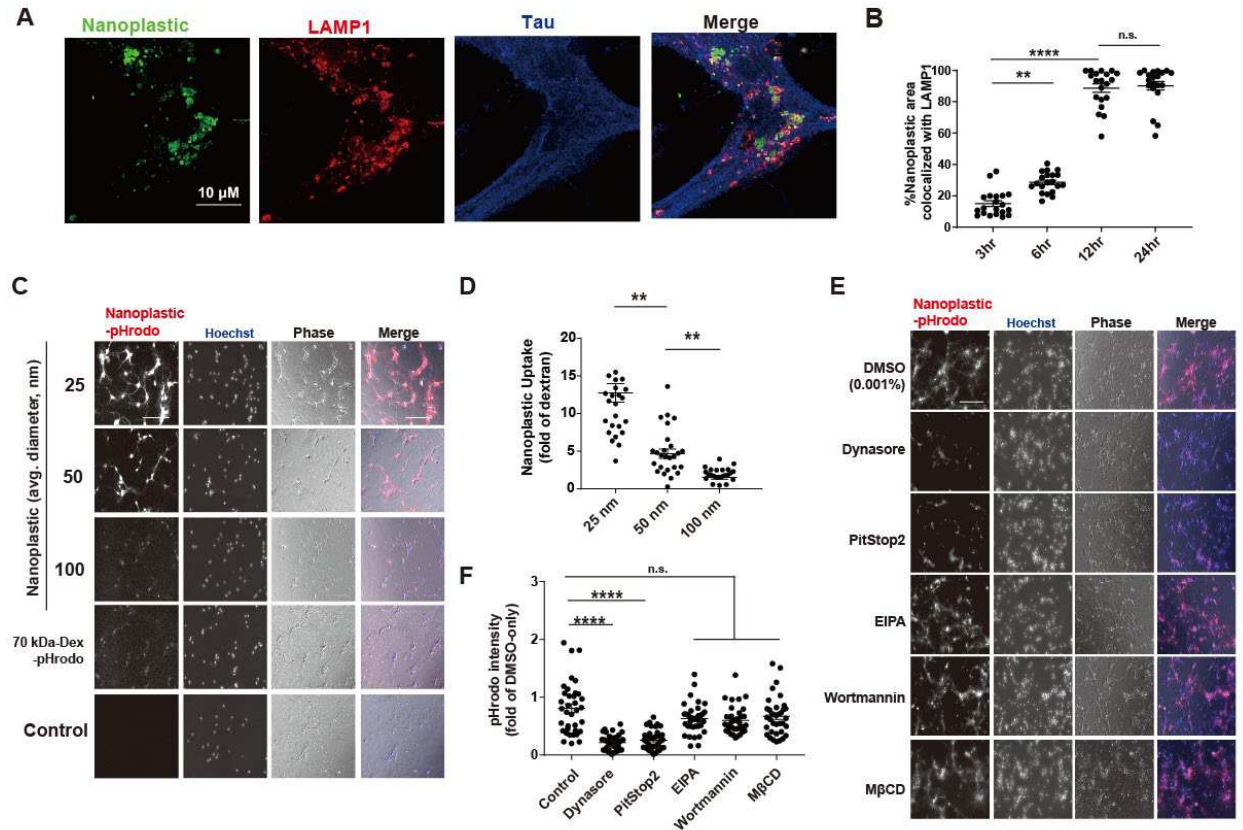 A
Nanoplastic LAMP1 Tau Merge
10 µM
B
%Nanoplastic area
colocalized with LAMP1
100
80
60
40
20
0
**** n.s.
**
3hr 6hr 12hr 24hr
C
Nanoplastic
-pHrodo Hoechst Phase Merge
Nanoplastic (avg. diameter, nm)
25
50
100
70 kDa-Dex
-pHrodo
Control
D
Nanoplastic Uptake
(fold of dextran)
20
15
10
5
0
** **
25 nm 50 nm 100 nm
E
Nanoplastic
-pHrodo Hoechst Phase Merge
DMSO
(0.001%)
Dynasore
PitStop2
EIPA
Wortmannin
MβCD
F
pHrodo intensity
(fold of DMSO-only)
3
2
1
0
n.s.
****
****
Control Dynasore PitStop2 EIPA Wortmannin MβCD